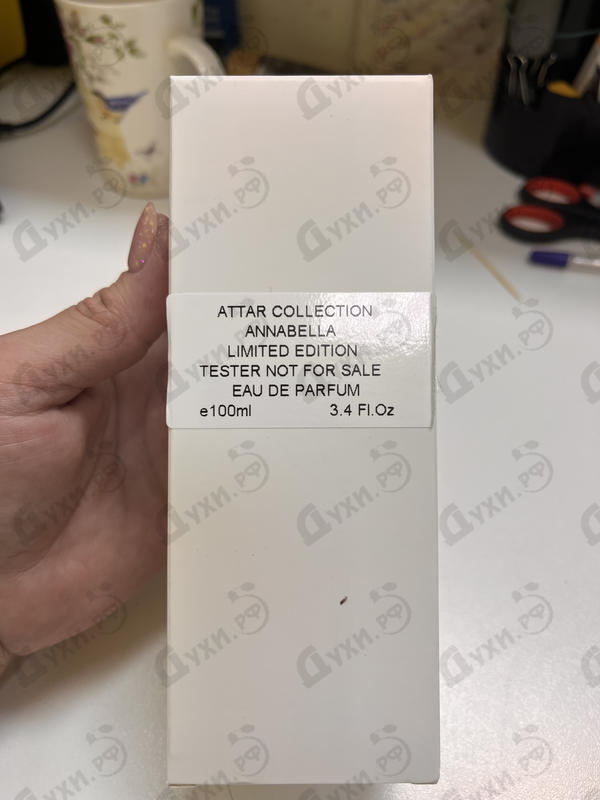 ATTAR COLLECTION
ANNABELLA
LIMITED EDITION
TESTER NOT FOR SALE
EAU DE PARFUM
e100ml 3.4 Fl.Oz
Духи.рф